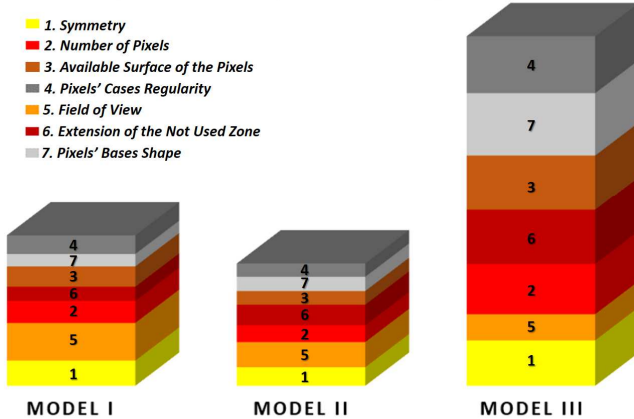 1. Symmetry
2. Number of Pixels
3. Available Surface of the Pixels
4. Pixels' Cases Regularity
5. Field of View
6. Extension of the Not Used Zone
7. Pixels' Bases Shape
4
7
3
6
2
5
1
MODEL I
4
7
3
6
2
5
1
MODEL II
4
7
3
6
2
5
1
MODEL III